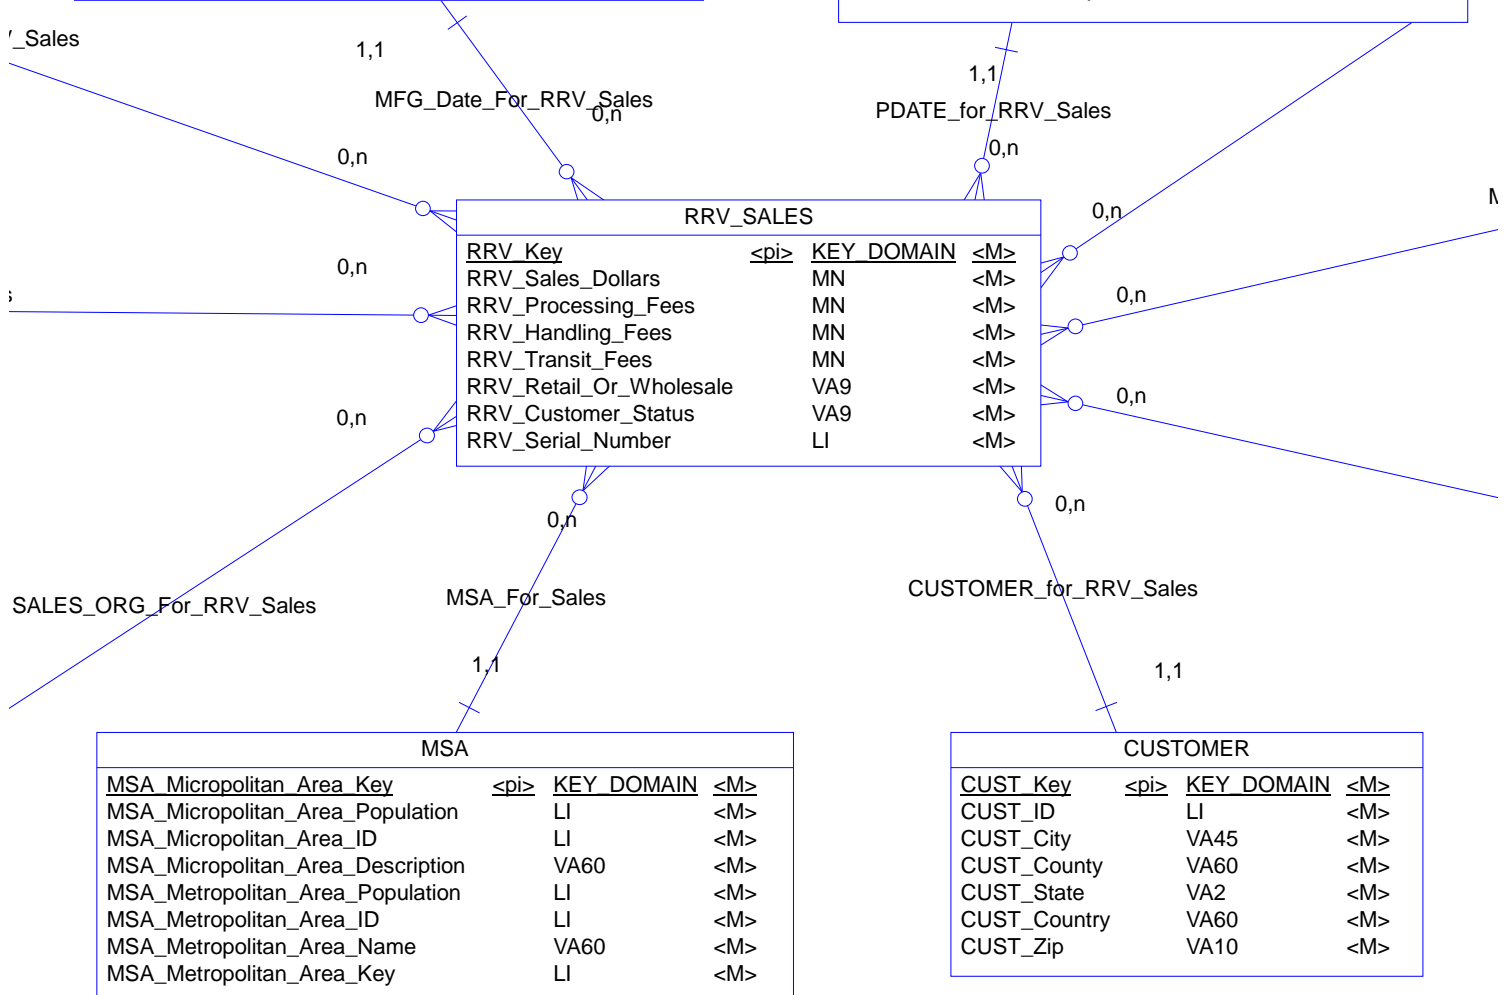 _Sales
1,1
1,1
MFG_Date_For_RRV_Sales
0,n
PDATE_for_RRV_Sales
0,n
0,n
0,n
RRV_SALES
RRV_Key <pi> KEY_DOMAIN <M>
RRV_Sales_Dollars MN <M>
RRV_Processing_Fees MN <M>
RRV_Handling_Fees MN <M>
RRV_Transit_Fees MN <M>
RRV_Retail_Or_Wholesale VA9 <M>
RRV_Customer_Status VA9 <M>
RRV_Serial_Number LI <M>
0,n
0,n
0,n
0,n
0,n
0,n
SALES_ORG_For_RRV_Sales
MSA_For_Sales
CUSTOMER_for_RRV_Sales
1,1
1,1
MSA
MSA_Micropolitan_Area_Key <pi> KEY_DOMAIN <M>
MSA_Micropolitan_Area_Population LI <M>
MSA_Micropolitan_Area_ID LI <M>
MSA_Micropolitan_Area_Description VA60 <M>
MSA_Metropolitan_Area_Population LI <M>
MSA_Metropolitan_Area_ID LI <M>
MSA_Metropolitan_Area_Name VA60 <M>
MSA_Metropolitan_Area_Key LI <M>
CUSTOMER
CUST_Key <pi> KEY_DOMAIN <M>
CUST_ID LI <M>
CUST_City VA45 <M>
CUST_County VA60 <M>
CUST_State VA2 <M>
CUST_Country VA60 <M>
CUST_Zip VA10 <M>